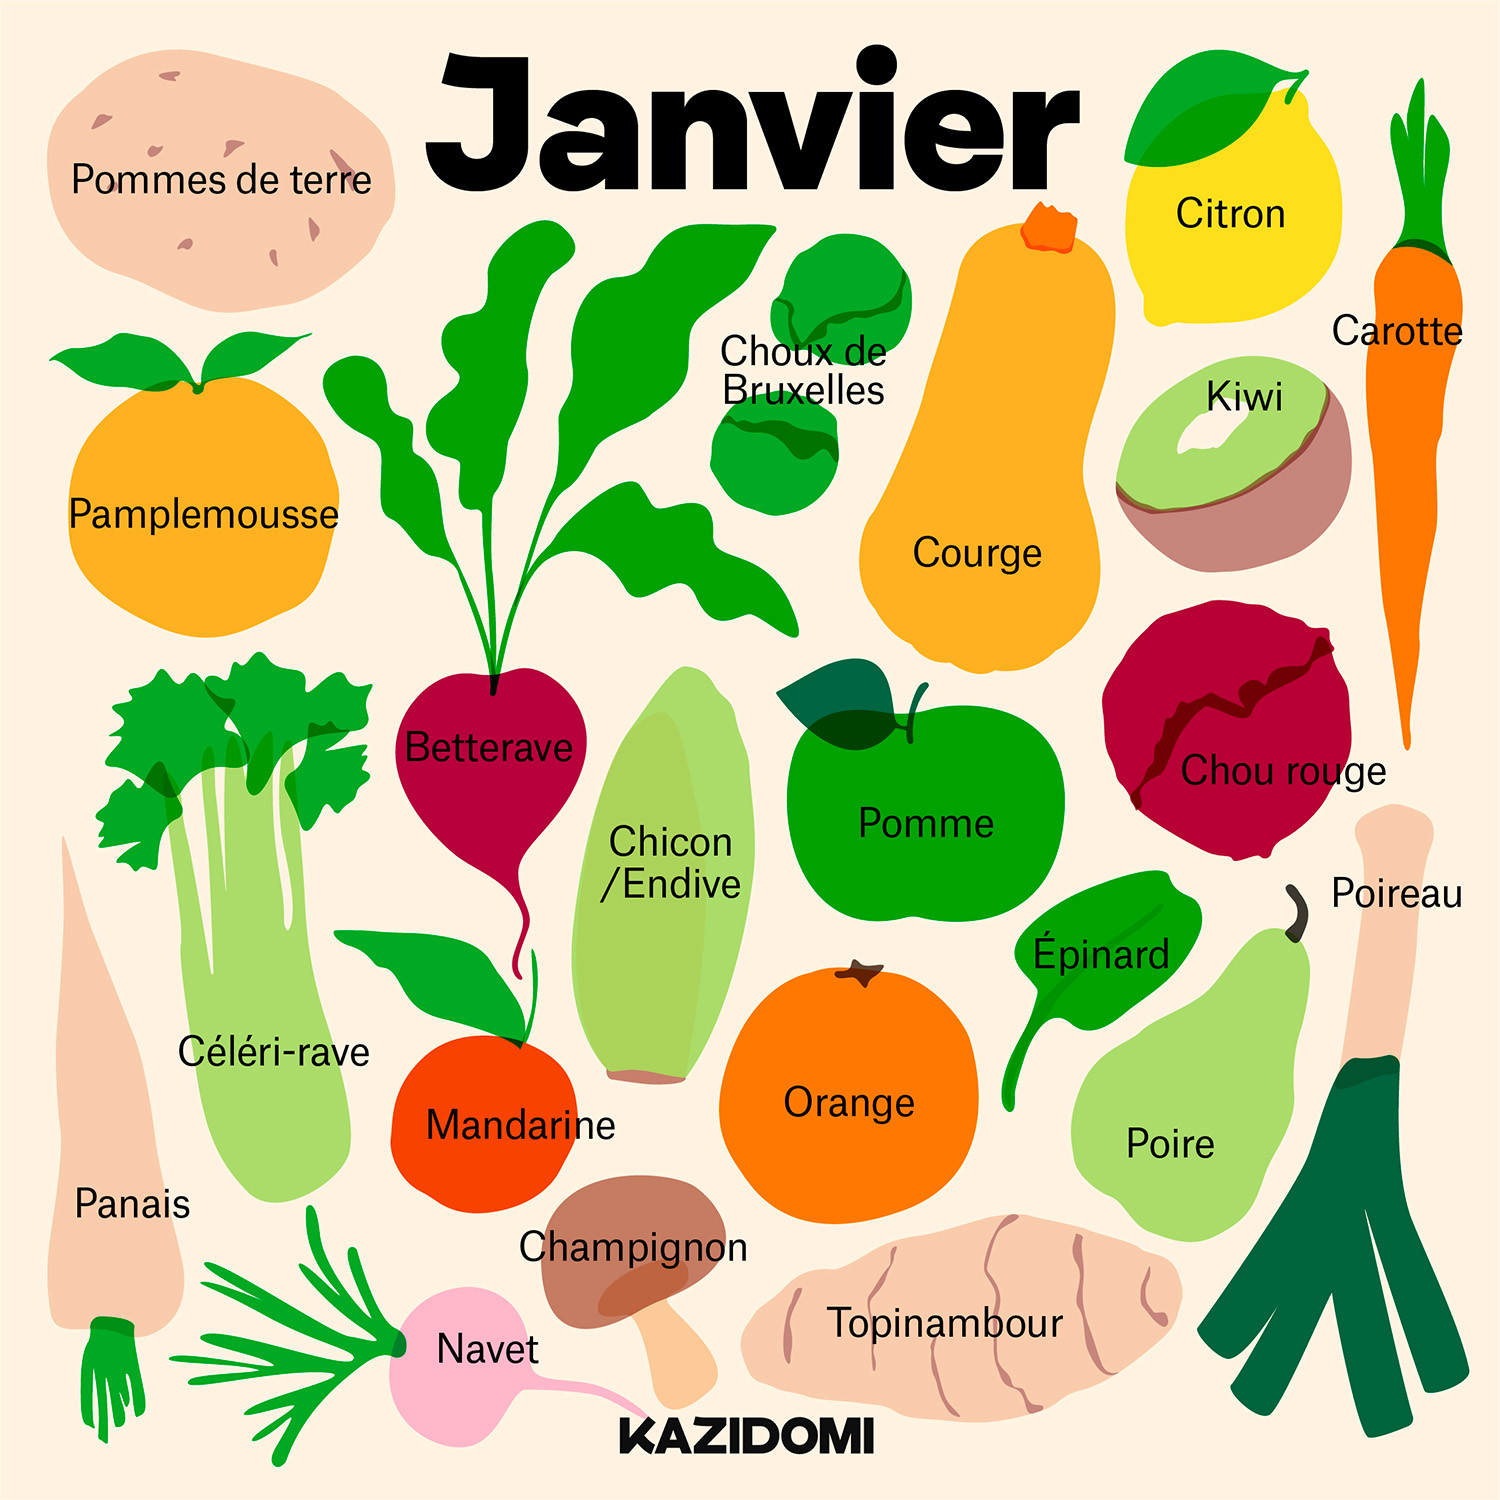 Janvier
Pommes de terre
Citron
Carotte
Choux de
Bruxelles
Kiwi
Pamplemousse
Courge
Betterave
Chou rouge
Pomme
Chicon
/Endive
Poireau
Épinard
Céléri-rave
Orange
Mandarine
Poire
Panais
Champignon
Topinambour
Navet
KAZIDOMI